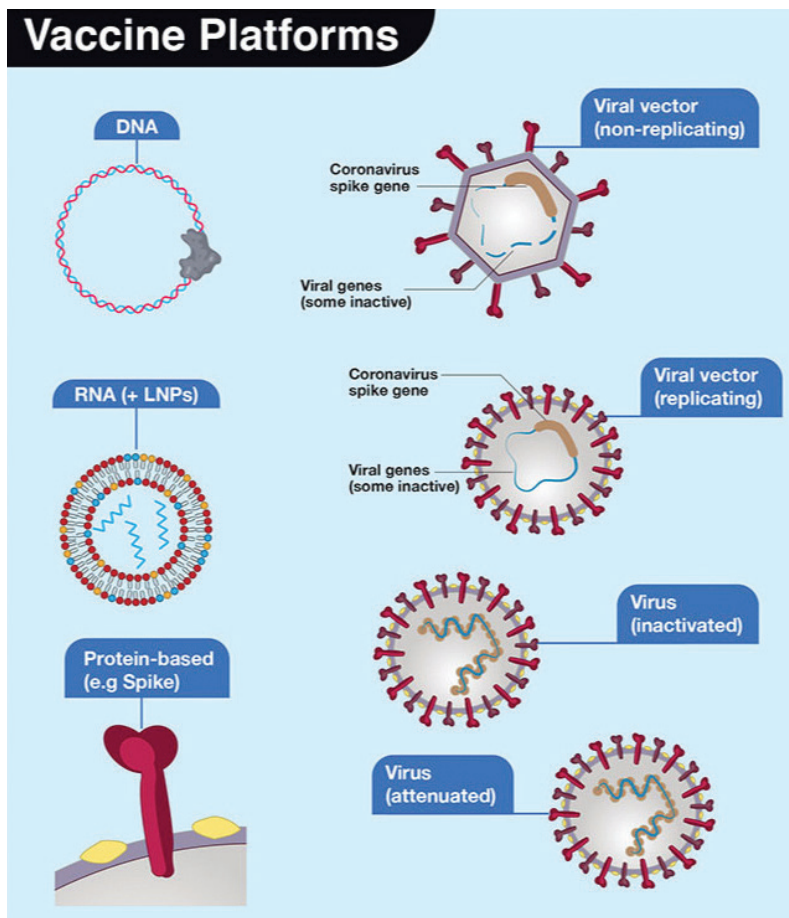 Vaccine Platforms
DNA
RNA (+ LNPs)
Protein-based
(e.g Spike)
Viral vector
(non-replicating)
Coronavirus
spike gene
Viral genes
(some inactive)
Viral vector
(replicating)
Coronavirus
spike gene
Viral genes
(some inactive)
Virus
(inactivated)
Virus
(attenuated)